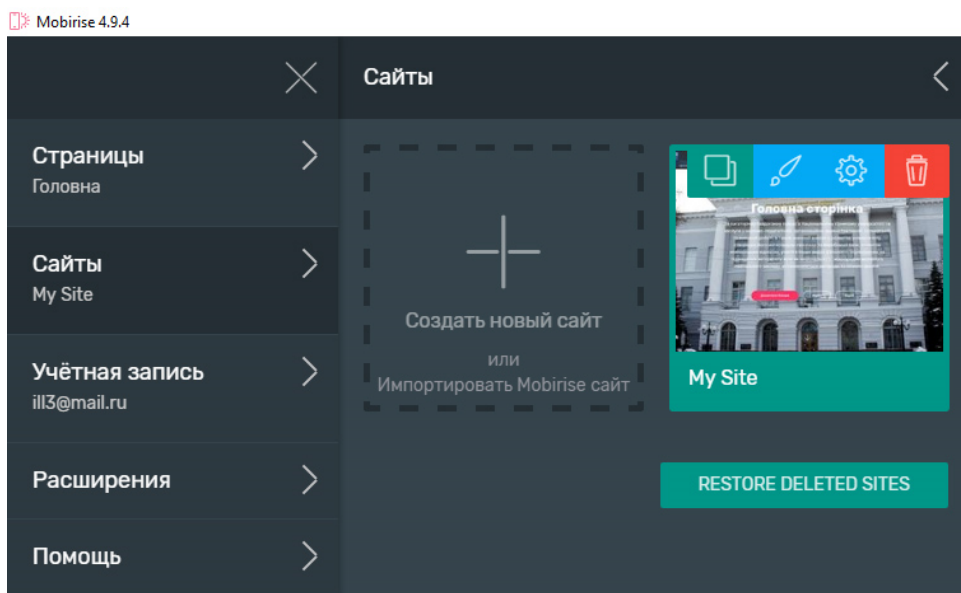 Mobirise 4.9.4
Сайты
Страницы
Головна
Сайты
My Site
Учётная запись
ill3@mail.ru
Расширения
Помощь
Создать новый сайт
или
Импортировать Mobirise сайт
Головна сторінка
My Site
RESTORE DELETED SITES